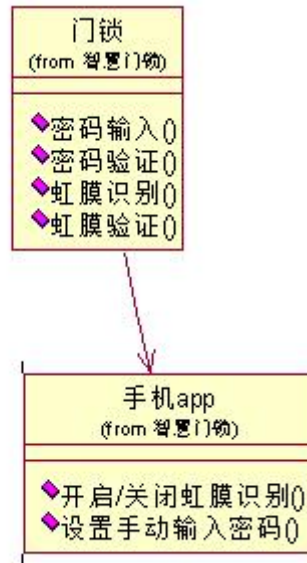 门锁
(from 智慧门锁)
密码输入()
密码验证()
虹膜识别()
虹膜验证()
手机app
(from 智慧门锁)
开启/关闭虹膜识别()
设置手动输入密码()